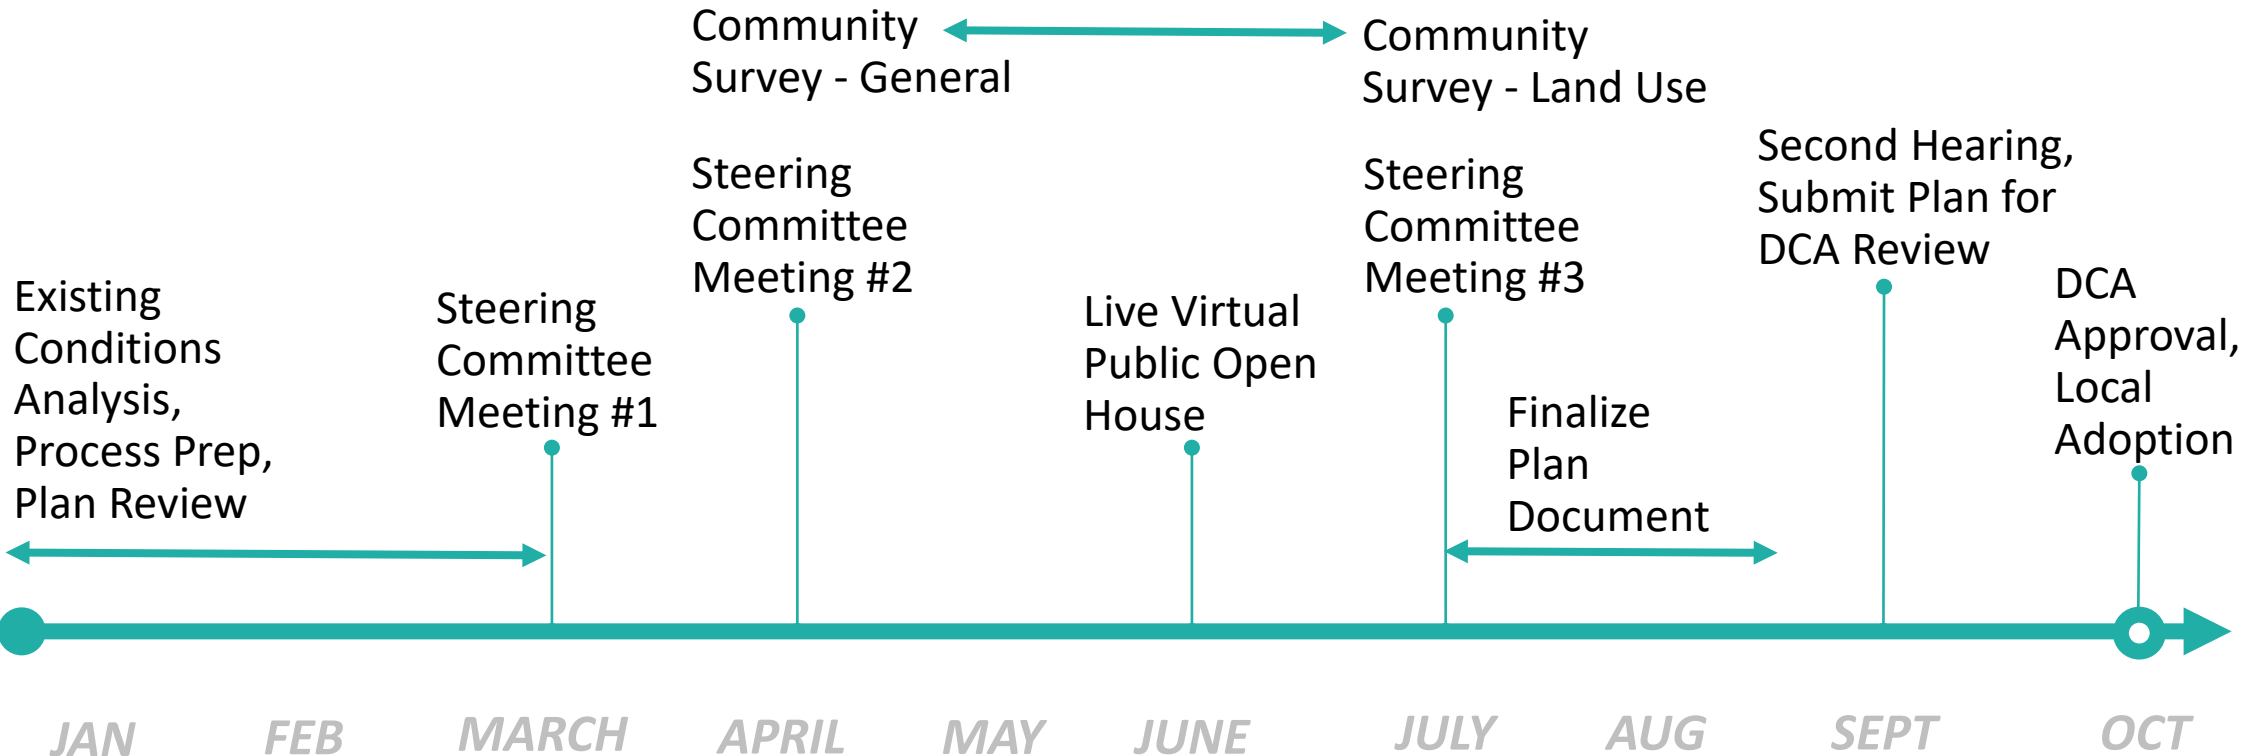 Community
Survey - General
Community
Survey - Land Use
Steering
Committee
Meeting #2
Steering
Committee
Meeting #3
Second Hearing,
Submit Plan for
DCA Review
Existing
Conditions
Analysis,
Process Prep,
Plan Review
Steering
Committee
Meeting #1
Live Virtual
Public Open
House
Finalize
Plan
Document
DCA
Approval,
Local
Adoption
JAN
FEB
MARCH
APRIL
MAY
JUNE
JULY
AUG
SEPT
OCT